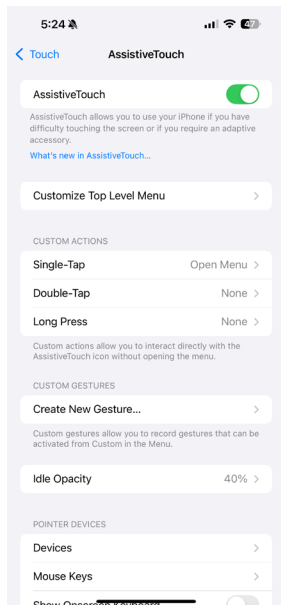 5:24
47
Touch
AssistiveTouch
AssistiveTouch
AssistiveTouch allows you to use your iPhone if you have
difficulty touching the screen or if you require an adaptive
accessory.
What's new in AssistiveTouch...
Customize Top Level Menu
CUSTOM ACTIONS
Single-Tap Open Menu
Double-Tap None
Long Press None
Custom actions allow you to interact directly with the
AssistiveTouch icon without opening the menu.
CUSTOM GESTURES
Create New Gesture...
Custom gestures allow you to record gestures that can be
activated from Custom in the Menu.
Idle Opacity 40%
POINTER DEVICES
Devices
Mouse Keys
Show Onscreen Keyboard